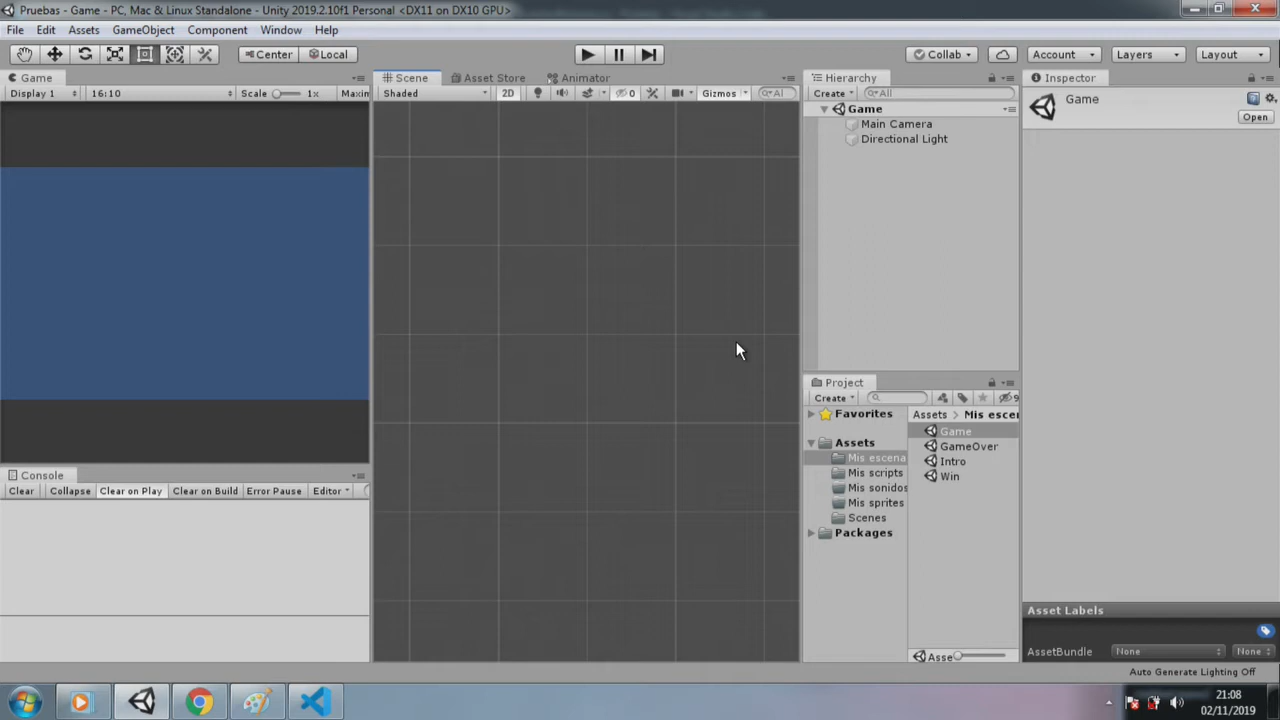 Pruebas - Game - PC, Mac & Linux Standalone - Unity 2019.2.10f1 Personal <DX11 on DX10 GPU>
File Edit Assets GameObject Component Window Help
Center Local Collab Account Layers Layout
Game Scene Asset Store Animator Hierarchy Inspector
Display 1 16:10 Scale 1x Maxin Shaded 2D 0 Gizmos Al Create All
Game
Open
Game
Main Camera
Directional Light
Project
Create 9
Favorites
Assets
Mis escena
Mis scripts
Mis sonidos
Mis sprites
Scenes
Packages
Assets Mis escer
Game
GameOver
Intro
Win
Asse
Console
Clear Collapse Clear on Play Clear on Build Error Pause Editor
Asset Labels
AssetBundle None None
Auto Generate Lighting Off
21:08
02/11/2019